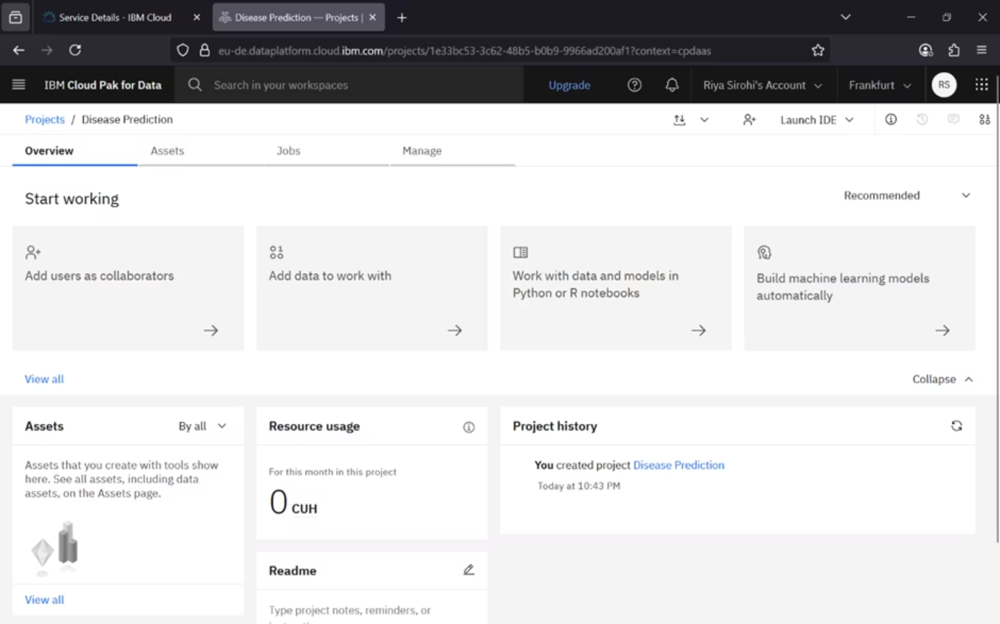 Service Details - IBM Cloud
Disease Prediction — Projects |
eu-de.dataplatform.cloud.ibm.com/projects/1e33bc53-3c62-48b5-b0b9-9966ad200af1?context=cpdaas
IBM Cloud Pak for Data
Search in your workspaces
Upgrade
Riya Sirohi's Account
Frankfurt
RS
Projects / Disease Prediction
Launch IDE
Overview
Assets
Jobs
Manage
Start working
Recommended
Add users as collaborators
Add data to work with
Work with data and models in
Python or R notebooks
Build machine learning models
automatically
View all
Collapse
Assets
By all
Assets that you create with tools show
here. See all assets, including data
assets, on the Assets page.
View all
Resource usage
For this month in this project
0 CUH
Readme
Type project notes, reminders, or
Project history
You created project Disease Prediction
Today at 10:43 PM